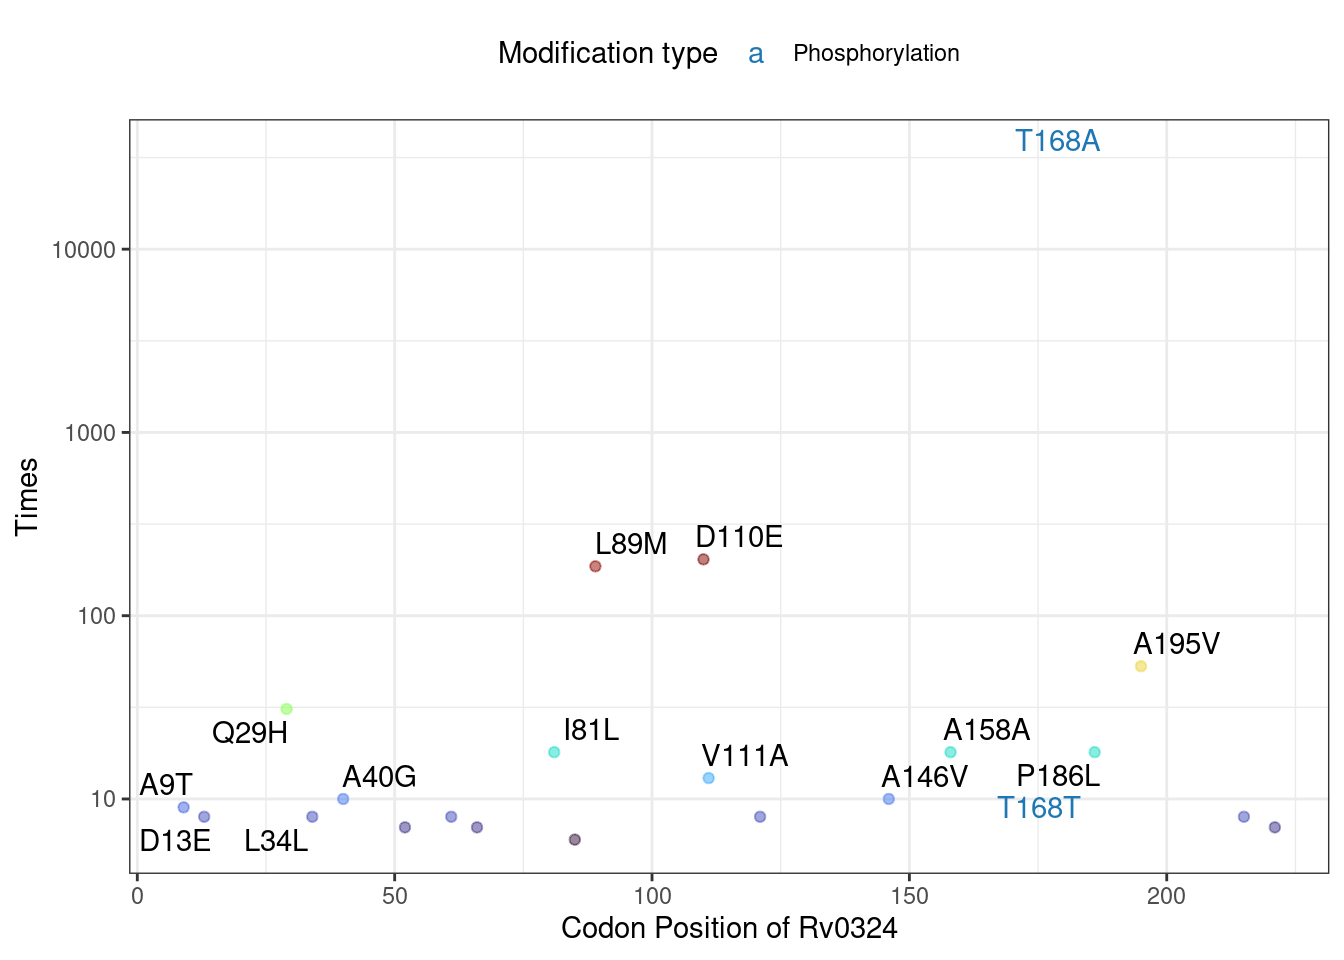 Modification type a Phosphorylation
T168A
10000
1000
Times
L89M
D110E
100
A195V
Q29H
I81L
A158A
V111A
A9T
A40G
A146V
P186L
10
T168T
D13E
L34L
0 50 100 150 200
Codon Position of Rv0324